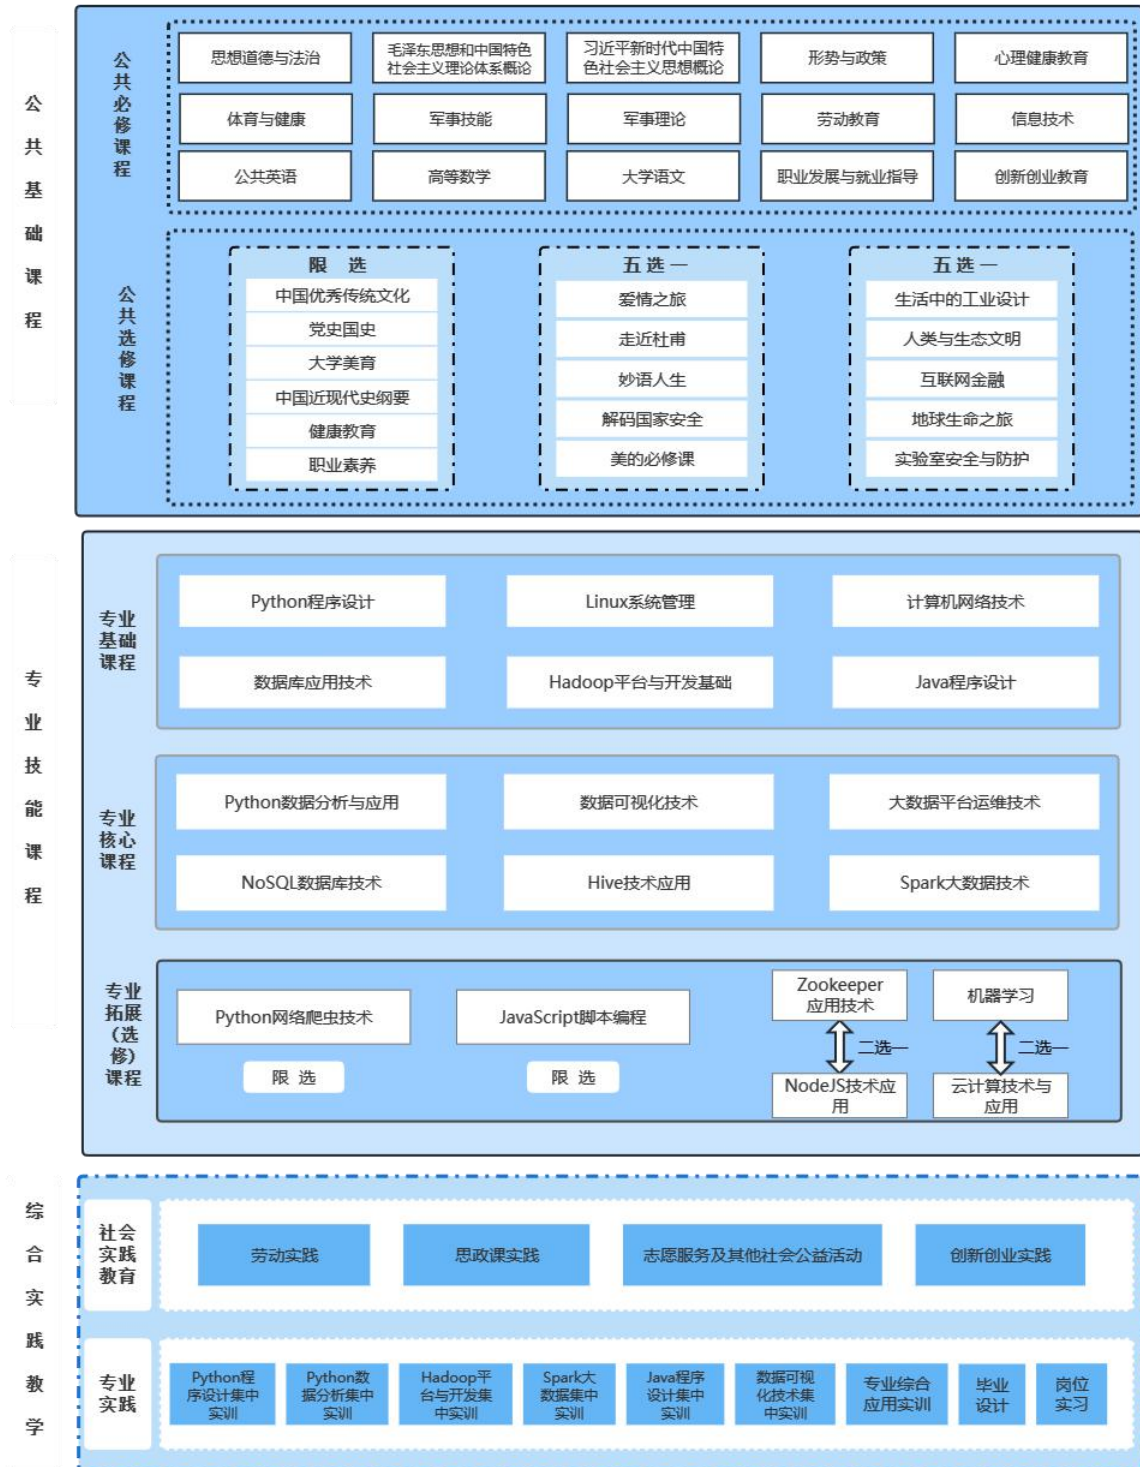 公共基础课程
公共必修课程
思想道德与法治
毛泽东思想和中国特色
社会主义理论体系概论
习近平新时代中国特
色社会主义思想概论
形势与政策
心理健康教育
体育与健康
军事技能
军事理论
劳动教育
信息技术
公共英语
高等数学
大学语文
职业发展与就业指导
创新创业教育
公共选修课程
限 选
中国优秀传统文化
党史国史
大学美育
中国近现代史纲要
健康教育
职业素养
五选一
爱情之旅
走近杜甫
妙语人生
解码国家安全
美的必修课
五选一
生活中的工业设计
人类与生态文明
互联网金融
地球生命之旅
实验室安全与防护
专业技能课程
专业
基础
课程
Python程序设计
Linux系统管理
计算机网络技术
数据库应用技术
Hadoop平台与开发基础
Java程序设计
专业
核心
课程
Python数据分析与应用
数据可视化技术
大数据平台运维技术
NoSQL数据库技术
Hive技术应用
Spark大数据技术
专业
拓展
（选
修）
课程
Python网络爬虫技术
限 选
JavaScript脚本编程
限 选
Zookeeper
应用技术
二选一
NodeJS技术应
用
机器学习
二选一
云计算技术与
应用
综合实践教学
社会
实践
教育
劳动实践
思政课实践
志愿服务及其他社会公益活动
创新创业实践
专业
实践
Python程
序设计集中
实训
Python数
据分析集中
实训
Hadoop平
台与开发集
中实训
Spark大
数据集中
实训
Java程序
设计集中
实训
数据可视
化技术集
中实训
专业综合
应用实训
毕业
设计
岗位
实习